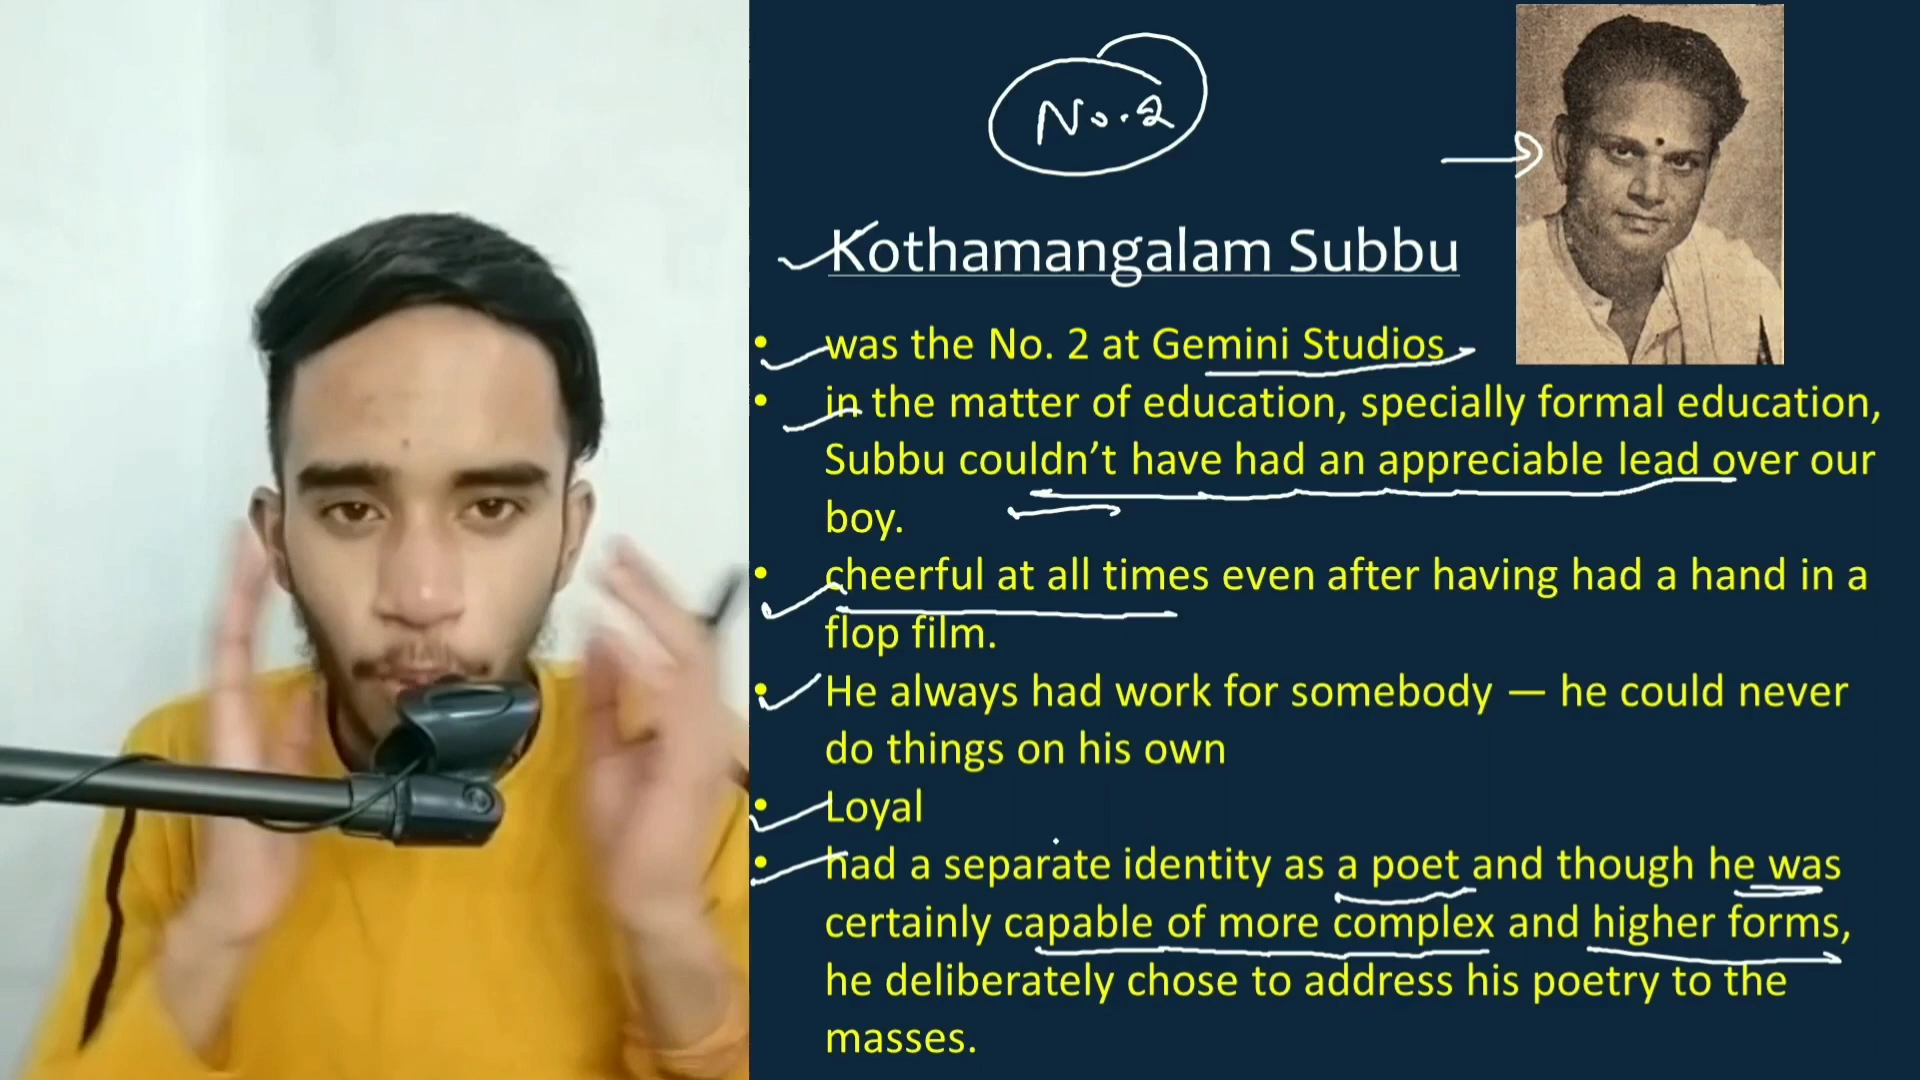 No.2
Kothamangalam Subbu
• was the No. 2 at Gemini Studios
• in the matter of education, specially formal education,
Subbu couldn’t have had an appreciable lead over our
boy.
• cheerful at all times even after having had a hand in a
flop film.
• He always had work for somebody — he could never
do things on his own
• Loyal
• had a separate identity as a poet and though he was
certainly capable of more complex and higher forms,
he deliberately chose to address his poetry to the
masses.